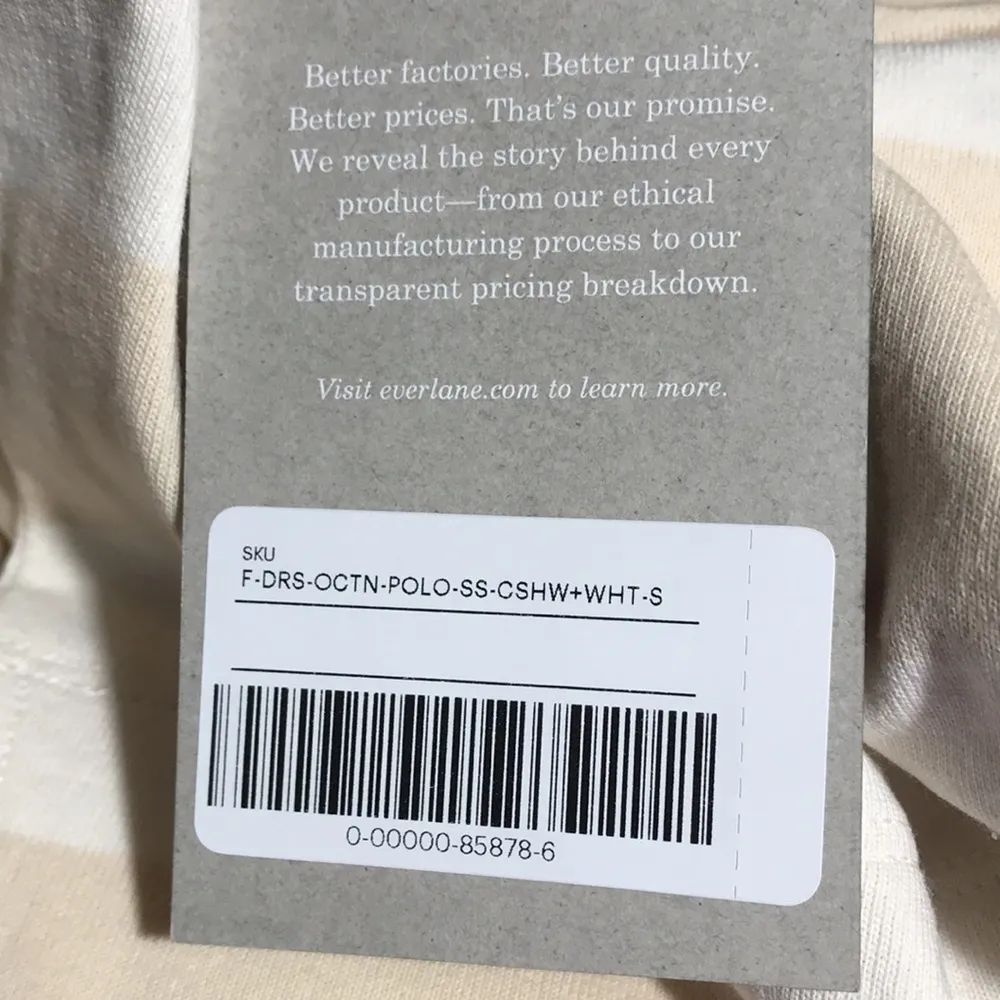 Better factories. Better quality.
Better prices. That's our promise.
We reveal the story behind every
product—from our ethical
manufacturing process to our
transparent pricing breakdown.
Visit everlane.com to learn more.
SKU
F-DRS-OCTN-POLO-SS-CSHW+WHT-S
0-00000-85878-6